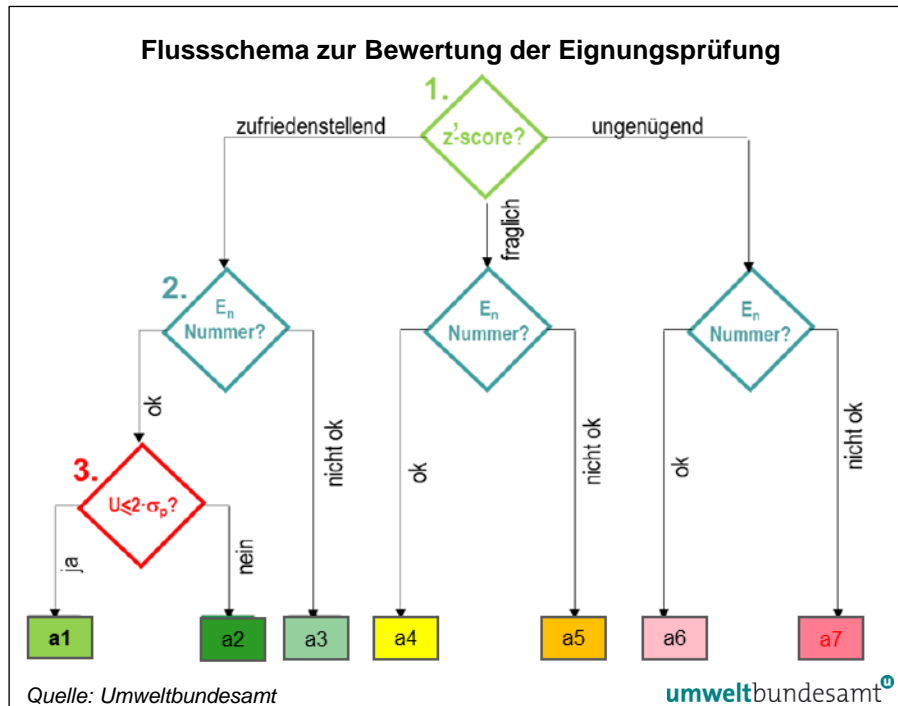 Flussschema zur Bewertung der Eignungsprüfung
1.
z'-score?
zufriedenstellend
ungenügend
fraglich
2.
En
Nummer?
En
Nummer?
En
Nummer?
ok
nicht ok
ok
nicht ok
ok
nicht ok
3.
U≤2·σp?
ja
nein
a1
a2
a3
a4
a5
a6
a7
Quelle: Umweltbundesamt
umweltbundesamt u